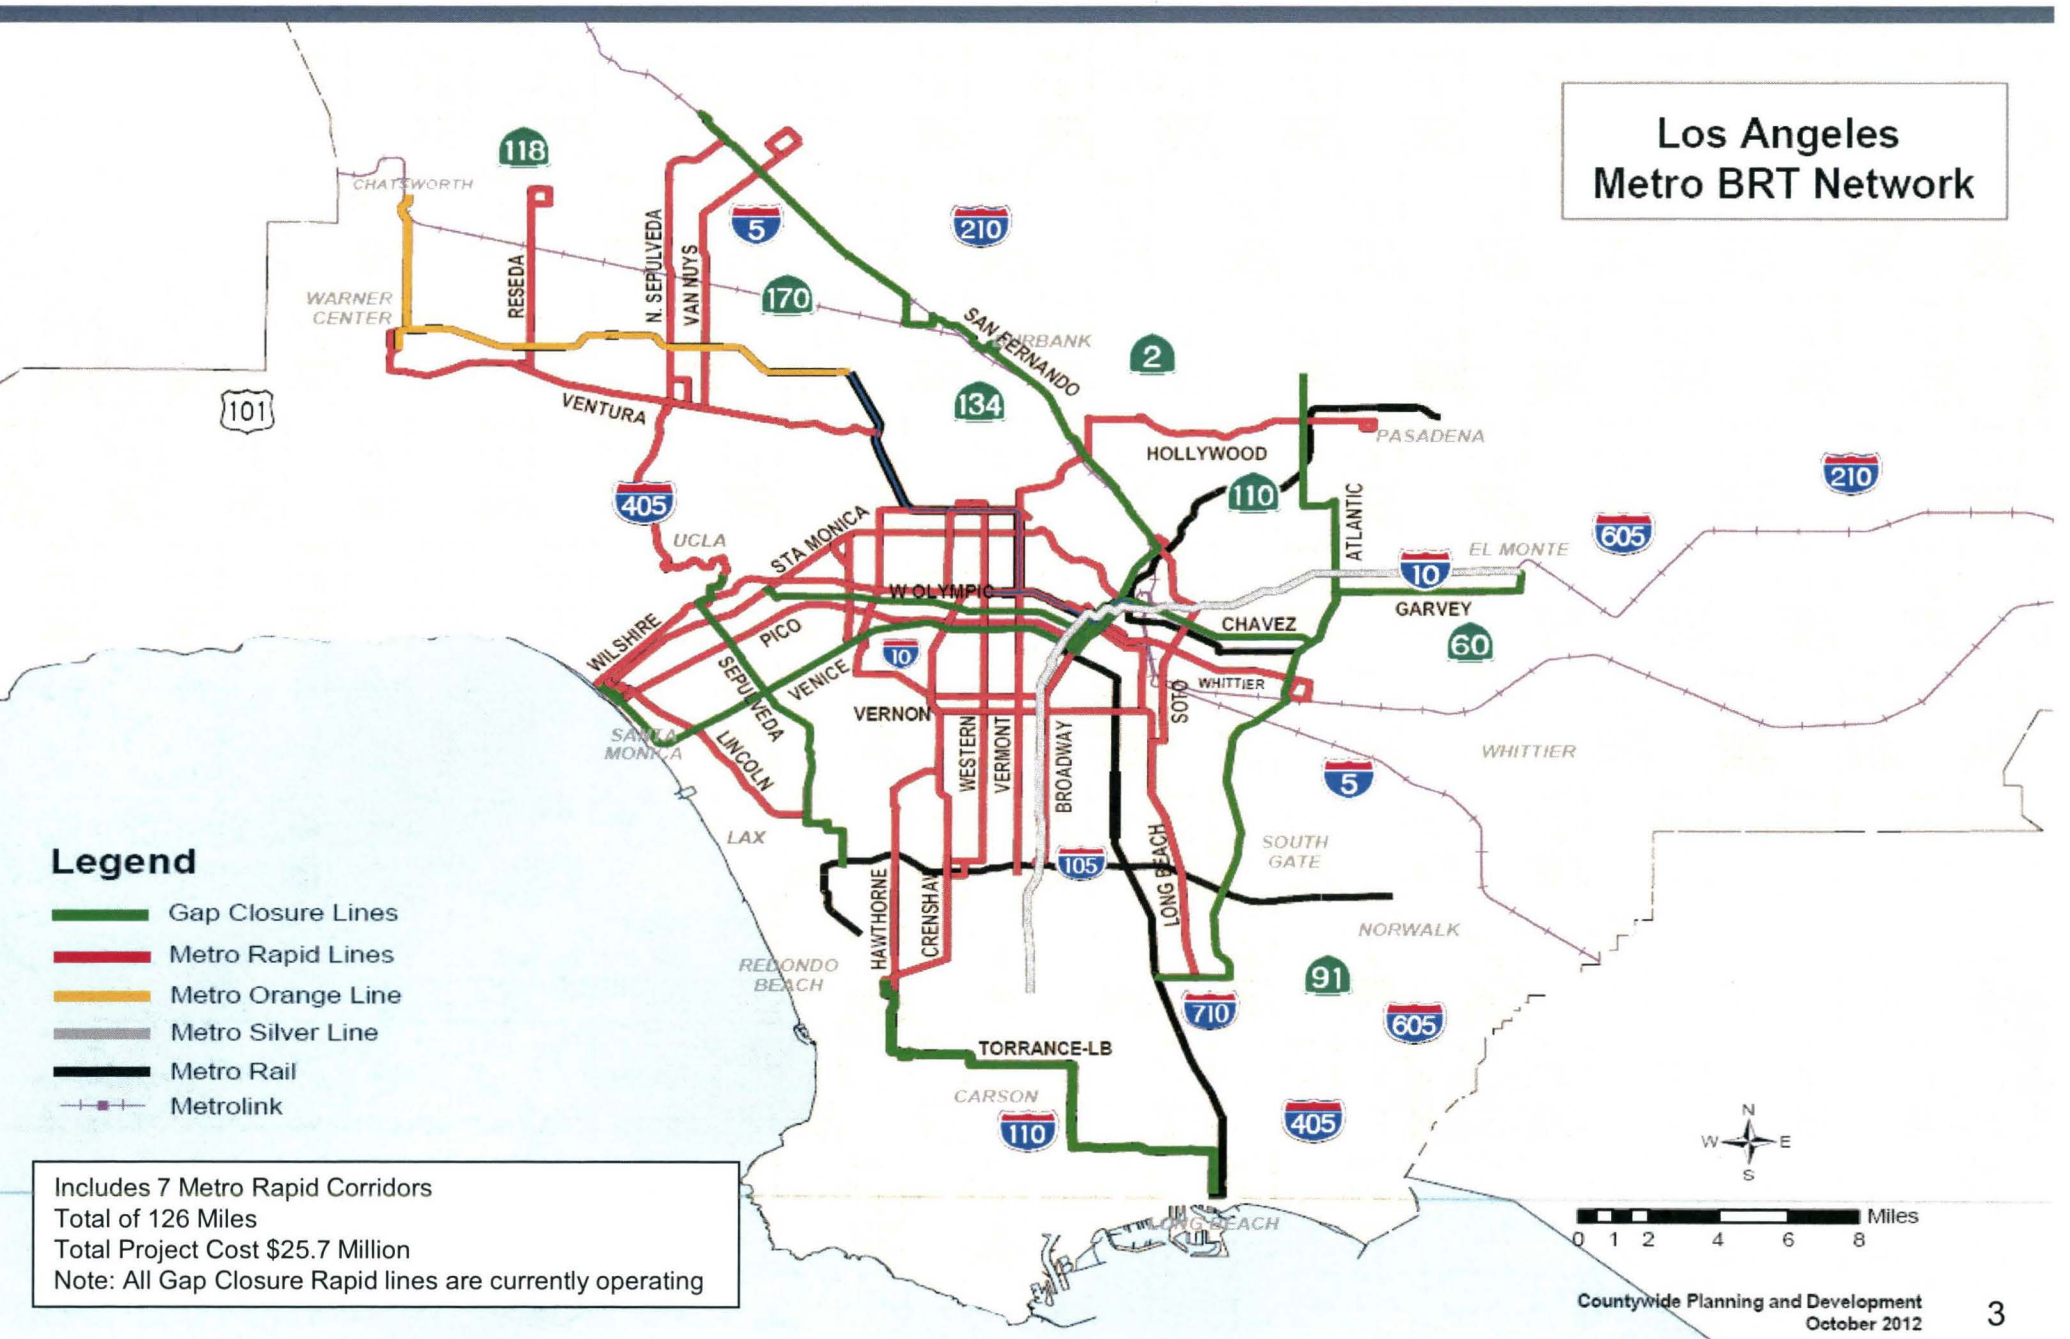 Los Angeles
Metro BRT Network
118
CHATSWORTH
5
210
N. SEPULVEDA
VAN NUYS
RESEDA
170
WARNER
CENTER
SAN FERNANDO
2
101
134
VENTURA
HOLLYWOOD
PASADENA
405
110
210
ATLANTIC
605
UCLA
STA MONICA
EL MONTE
10
W OLYMPIC
GARVEY
CHAVEZ
60
WILSHIRE
PICO
10
SEPULVEDA
VENICE
WHITTIER
SOTO
VERNON
SANTA
MONICA
LINCOLN
WESTERN
VERMONT
BROADWAY
WHITTIER
5
LAX
SOUTH
GATE
105
LONG BEACH
HAWTHORNE
NORWALK
REDONDO
BEACH
91
710
605
TORRANCE-LB
CARSON
110
405
LONG BEACH
Legend
Gap Closure Lines
Metro Rapid Lines
Metro Orange Line
Metro Silver Line
Metro Rail
Metrolink
Includes 7 Metro Rapid Corridors
Total of 126 Miles
Total Project Cost $25.7 Million
Note: All Gap Closure Rapid lines are currently operating
N
W E
S
Miles
0 1 2 4 6 8
Countywide Planning and Development
October 2012
3